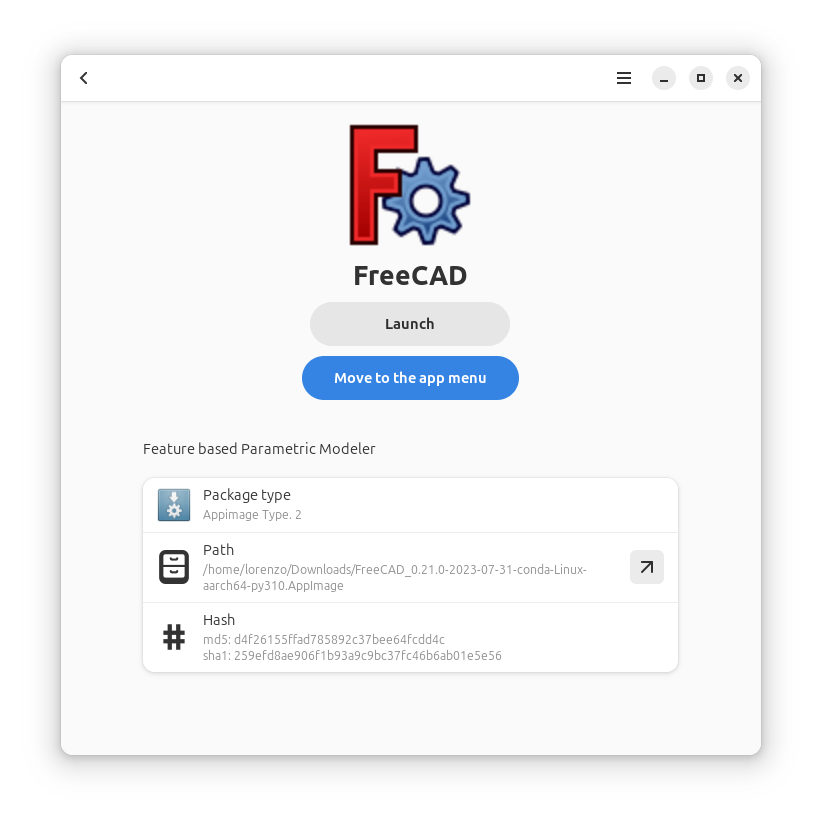 FreeCAD
Launch
Move to the app menu
Feature based Parametric Modeler
Package type
Appimage Type. 2
Path
/home/lorenzo/Downloads/FreeCAD_0.21.0-2023-07-31-conda-Linux-
aarch64-py310.AppImage
Hash
md5: d4f26155ffad785892c37bee64fcdd4c
sha1: 259efd8ae906f1b93a9c9bc37fc46b6ab01e5e56